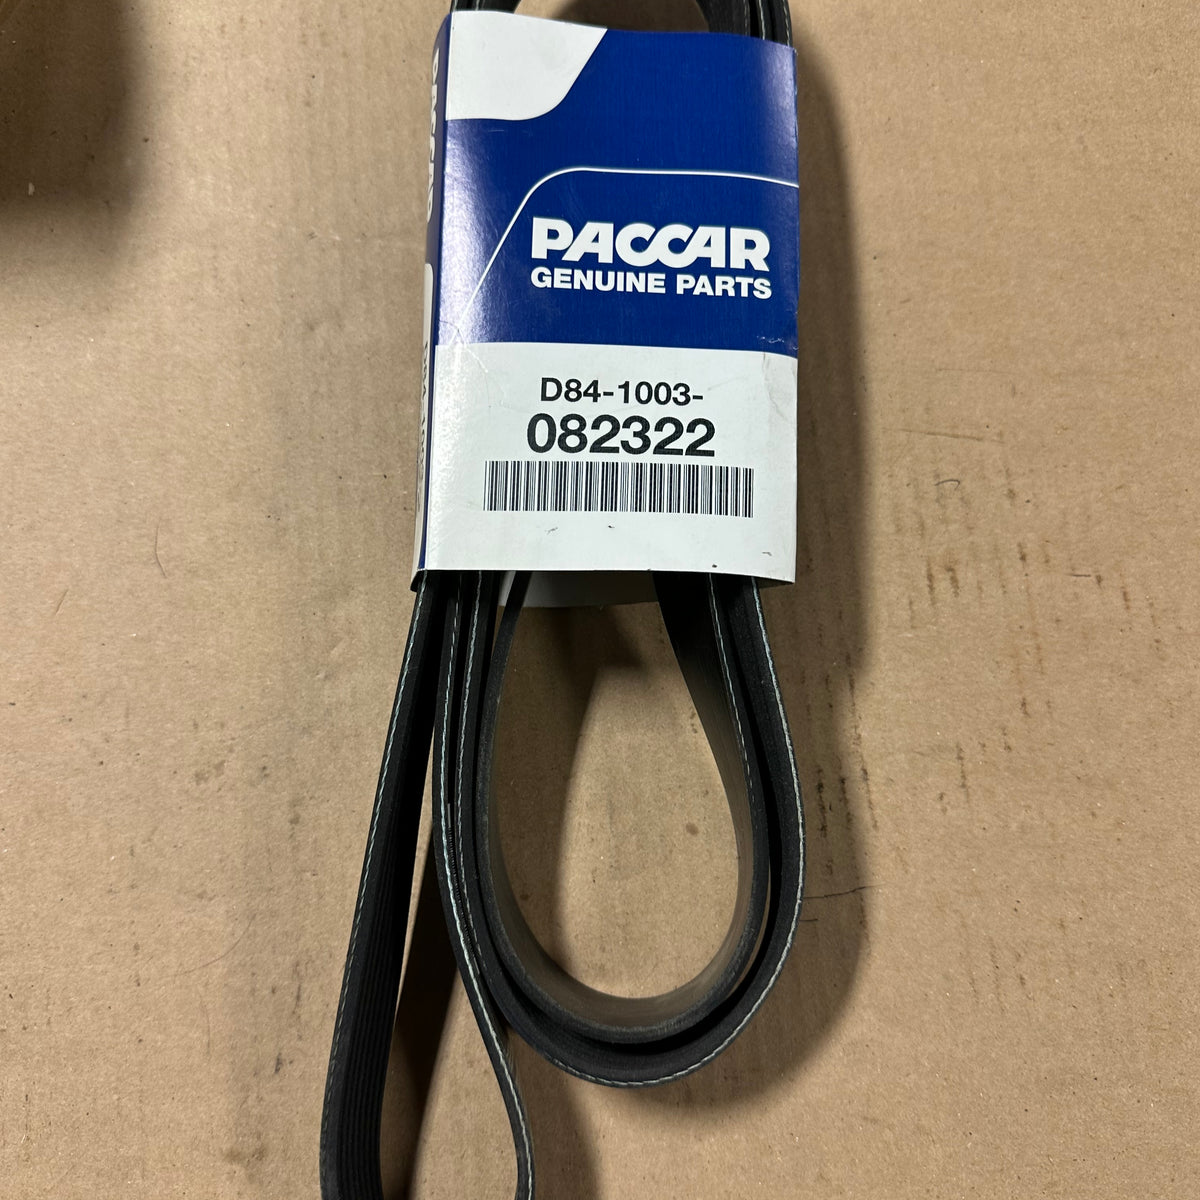 PACCAR
GENUINE PARTS
D84-1003-
082322